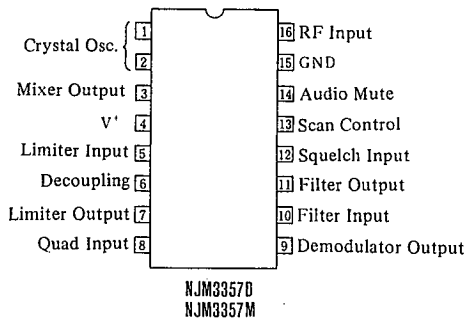 Crystal Osc.
1
2
Mixer Output 3
V+ 4
Limiter Input 5
Decoupling 6
Limiter Output 7
Quad Input 8
16 RF Input
15 GND
14 Audio Mute
13 Scan Control
12 Squelch Input
11 Filter Output
10 Filter Input
9 Demodulator Output
NJM3357D
NJM3357M